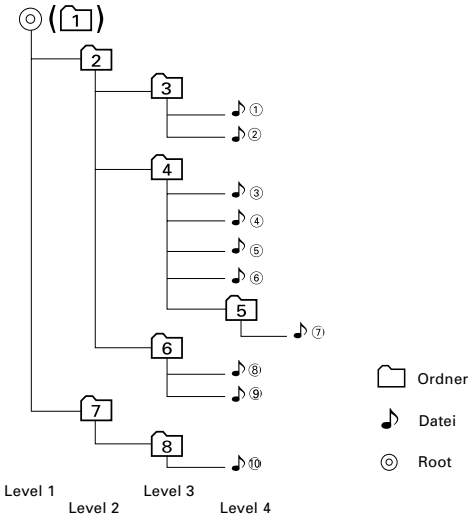 (1)
2
3
①
②
4
③
④
⑤
⑥
5
⑦
6
⑧
⑨
7
8
⑩
Ordner
Datei
Root
Level 1
Level 2
Level 3
Level 4